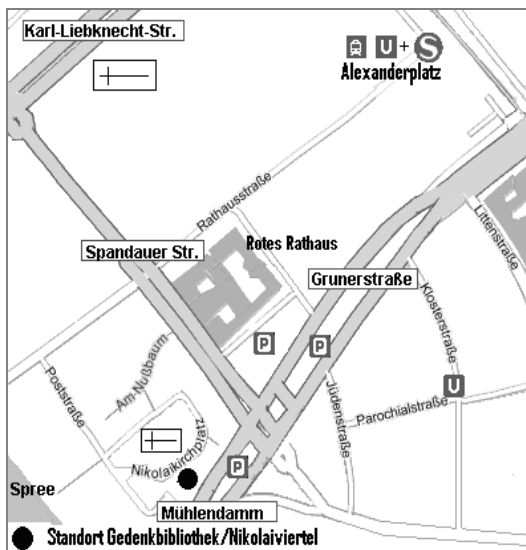 Karl-Liebknecht-Str.
U + S
Alexanderplatz
Rathausstraße
Littenstraße
Spandauer Str.
Rotes Rathaus
Grunerstraße
Klosterstraße
P
P
Am-Nußbaum
Poststraße
Jüdenstraße
U
Parochialstraße
Nikolaikirchplatz
P
Spree
Mühlendamm
Standort Gedenkbibliothek/Nikolaiviertel